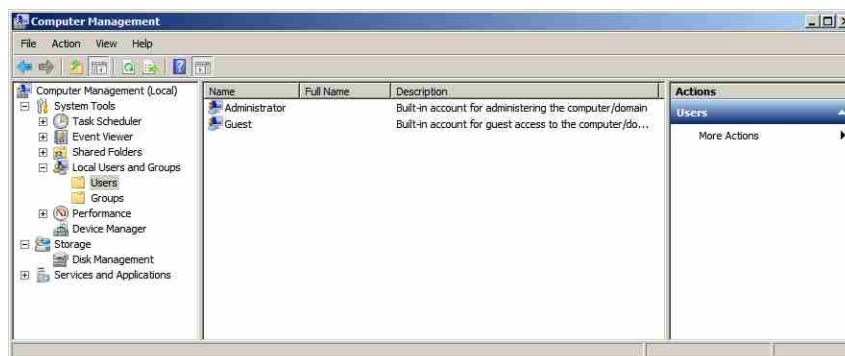 Computer Management
File Action View Help
Computer Management (Local)
System Tools
Task Scheduler
Event Viewer
Shared Folders
Local Users and Groups
Users
Groups
Performance
Device Manager
Storage
Disk Management
Services and Applications
Name Full Name Description
Administrator Built-in account for administering the computer/domain
Guest Built-in account for guest access to the computer/do...
Actions
Users
More Actions